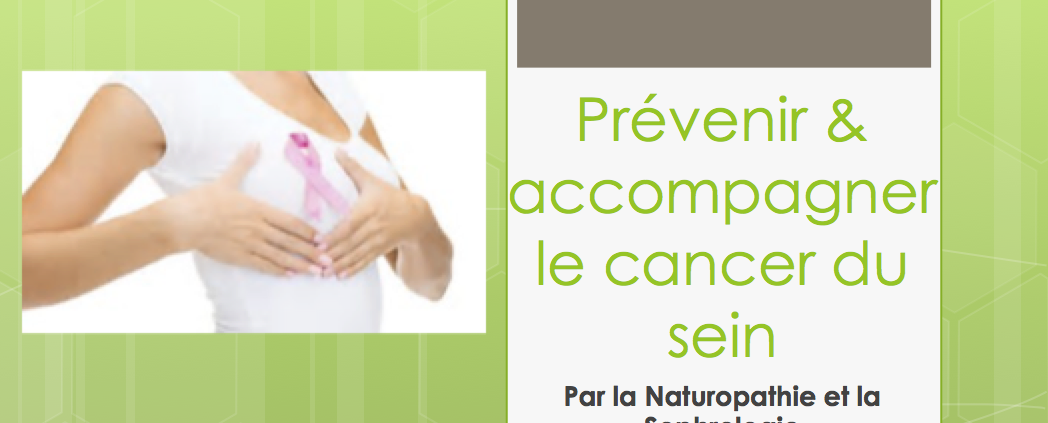 Prévenir &
accompagner
le cancer du
sein
Par la Naturopathie et la